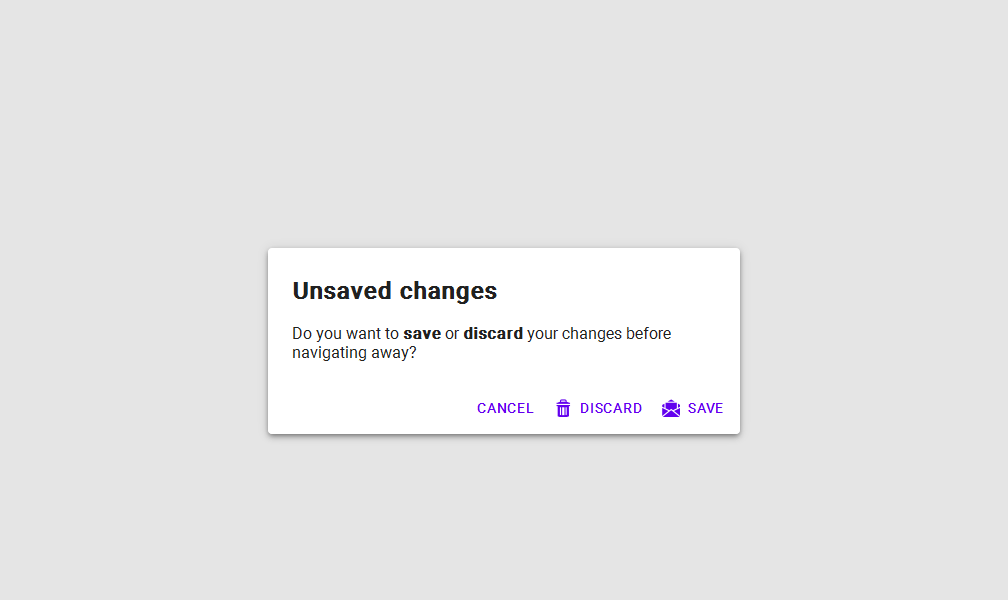 Unsaved changes
Do you want to save or discard your changes before
navigating away?
CANCEL DISCARD SAVE